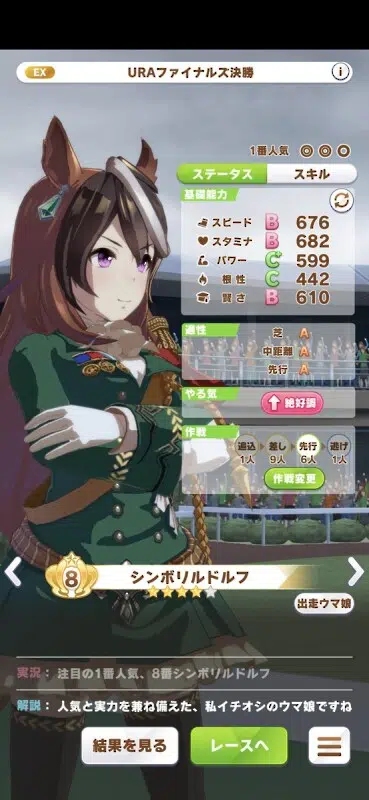 EX
URAファイナルズ決勝
i
1番人気 ◎ ◎ ○
ステータス スキル
基礎能力
スピード B 676
スタミナ B 682
パワー C+ 599
根性 C 442
賢さ B 610
適性
芝 A
中距離 A
先行 A
やる気
絶好調
作戦
追込 差し 先行 逃げ
1人 9人 6人 1人
作戦変更
8
シンボリルドルフ
出走ウマ娘
実況： 注目の1番人気、8番シンボリルドルフ
解説： 人気と実力を兼ね備えた、私イチオシのウマ娘ですね
結果を見る レースへ